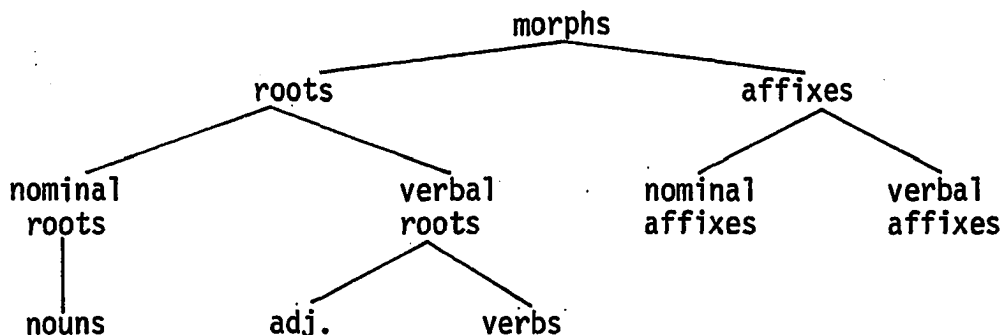 morphs
roots affixes
nominal verbal nominal verbal
roots roots affixes affixes
nouns adj. verbs